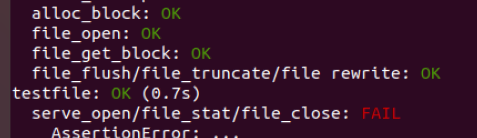 alloc_block: OK
file_open: OK
file_get_block: OK
file_flush/file_truncate/file rewrite: OK
testfile: OK (0.7s)
serve_open/file_stat/file_close: FAIL
AssertionError: ...